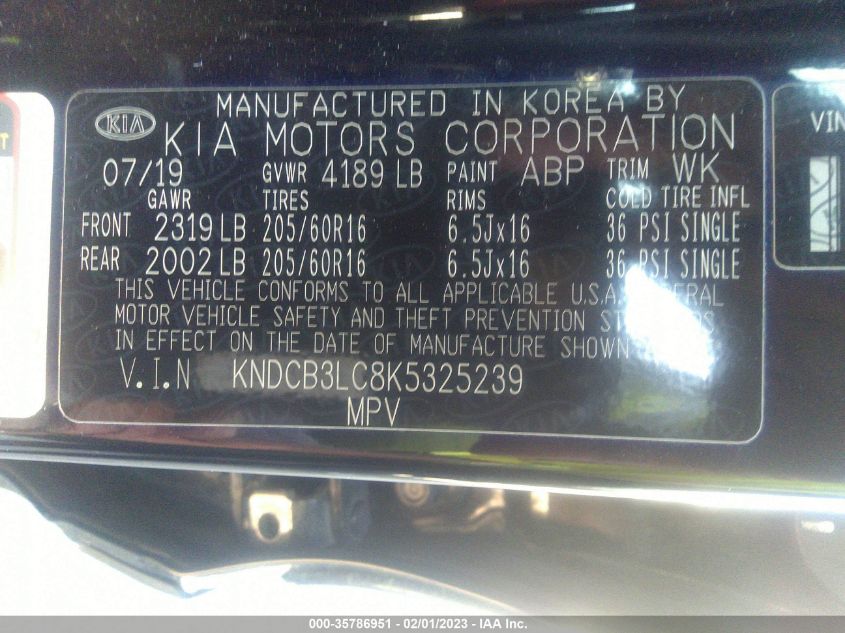 MANUFACTURED IN KOREA BY
KIA KIA MOTORS CORPORATION
07/19 GVWR 4189 LB PAINT ABP TRIM WK
GAWR TIRES RIMS COLD TIRE INFL
FRONT 2319 LB 205/60R16 6.5Jx16 36 PSI SINGLE
REAR 2002 LB 205/60R16 6.5Jx16 36 PSI SINGLE
THIS VEHICLE CONFORMS TO ALL APPLICABLE U.S.A.
MOTOR VEHICLE SAFETY AND THEFT PREVENTION
IN EFFECT ON THE DATE OF MANUFACTURE SHOWN
V.I.N KNDCB3LC8K5325239
MPV
VIN
000-35786951 - 02/01/2023 - IAA Inc.